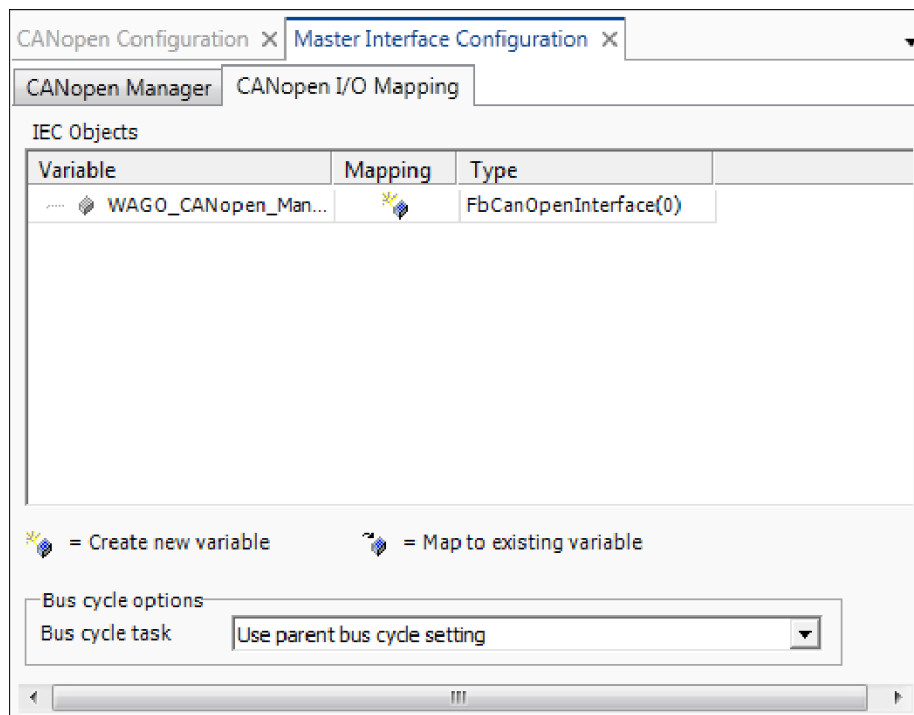 CANopen Configuration Master Interface Configuration
CANopen Manager CANopen I/O Mapping
IEC Objects
Variable Mapping Type
WAGO_CANopen_Man... FbCanOpenInterface(0)
= Create new variable = Map to existing variable
Bus cycle options
Bus cycle task Use parent bus cycle setting